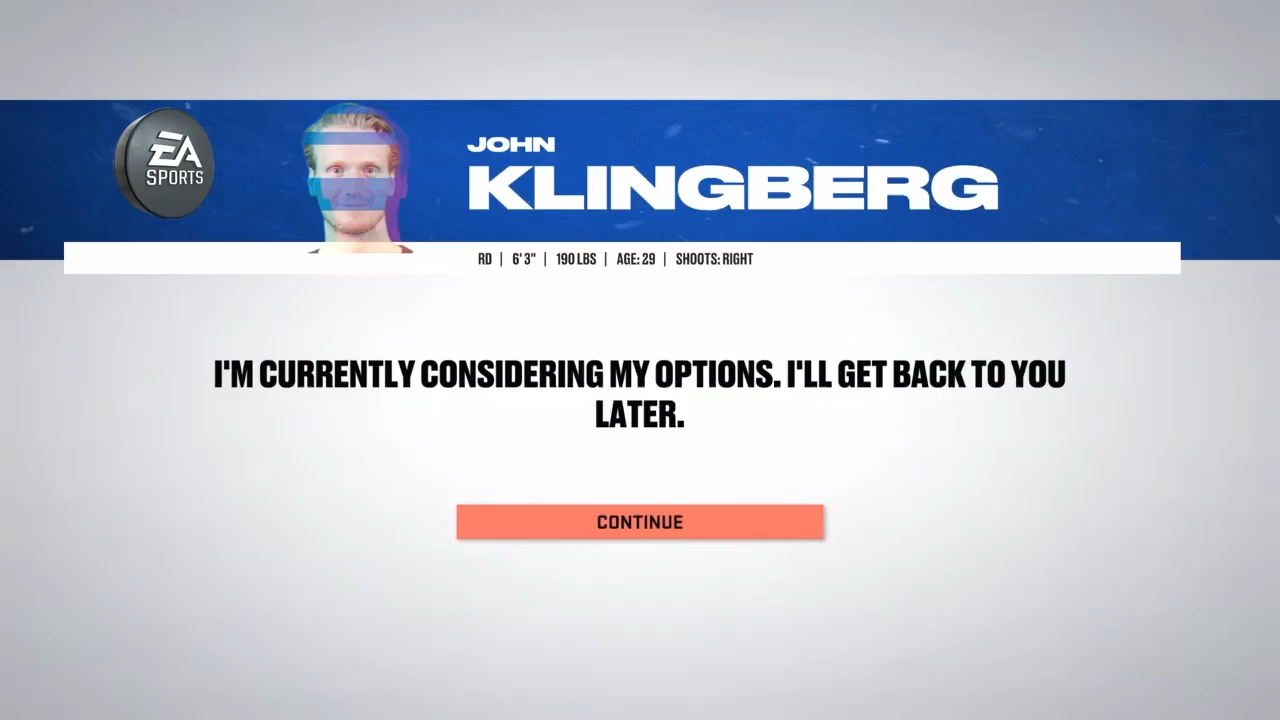 EA
SPORTS
JOHN
KLINGBERG
RD | 6' 3" | 190 LBS | AGE: 29 | SHOOTS: RIGHT
I'M CURRENTLY CONSIDERING MY OPTIONS. I'LL GET BACK TO YOU
LATER.
CONTINUE